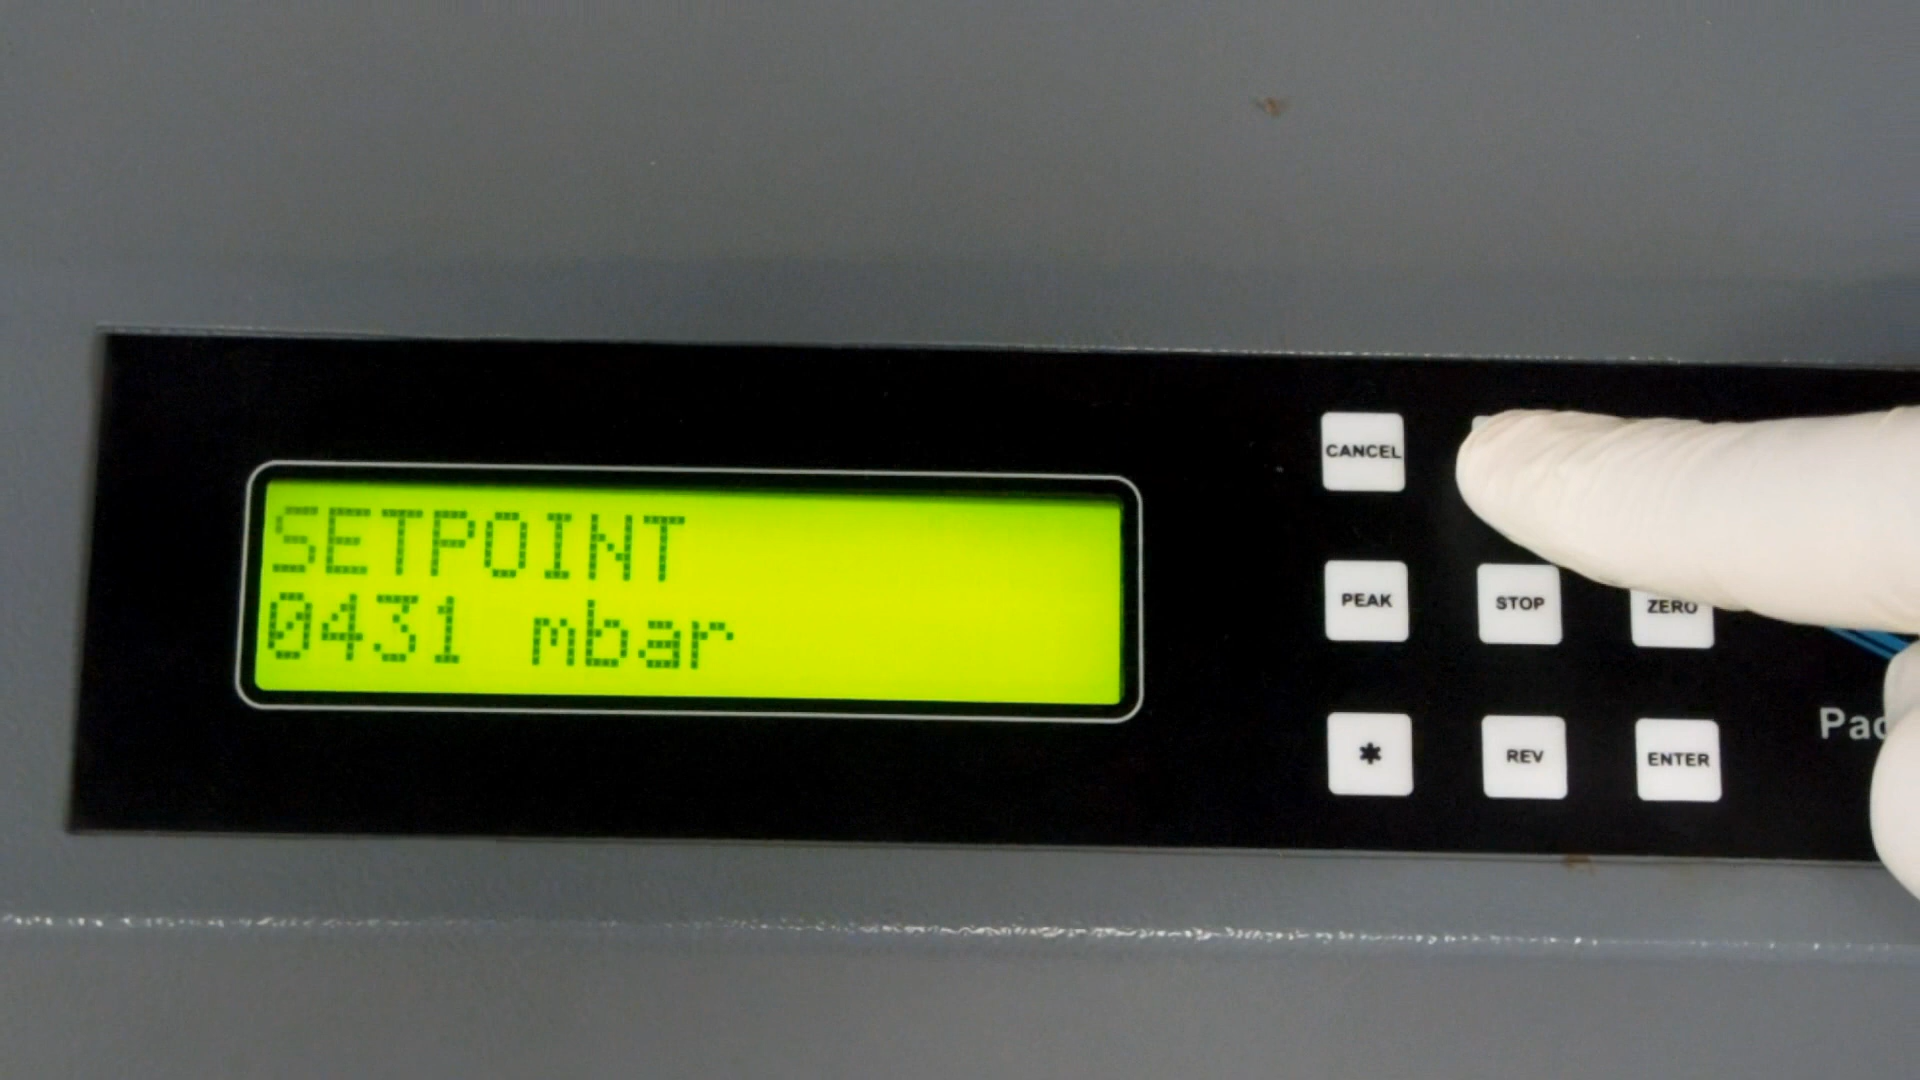 SETPOINT
0431 mbar
CANCEL
PEAK
STOP
ZERO
*
REV
ENTER